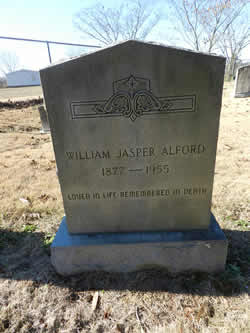 WILLIAM JASPER ALFORD
1877 — 1955
LOVED IN LIFE-REMEMBERED IN DEATH